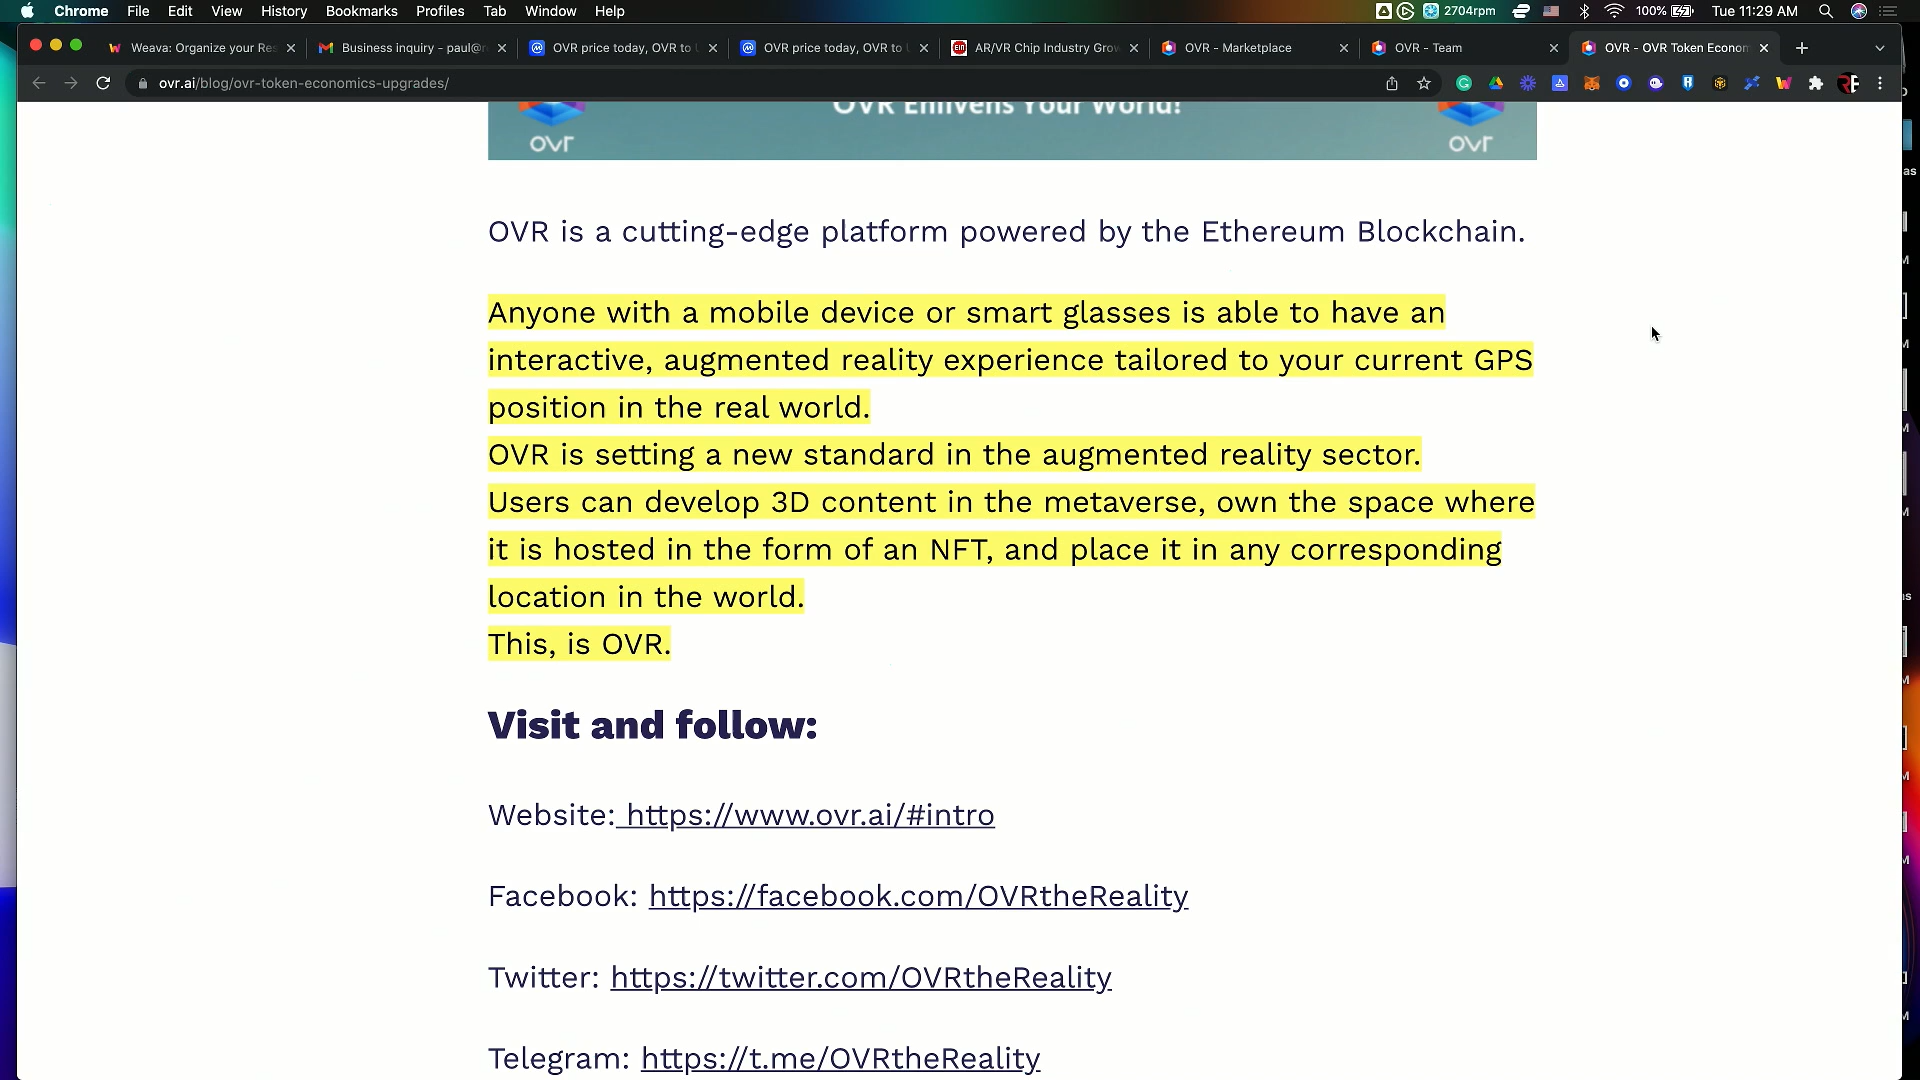 Chrome File Edit View History Bookmarks Profiles Tab Window Help 2704rpm 100% Tue 11:29 AM
Weava: Organize your Res Business inquiry – paul@r OVR price today, OVR to OVR price today, OVR to AR/VR Chip Industry Grow OVR - Marketplace OVR - Team OVR - OVR Token Econom
ovr.ai/blog/ovr-token-economics-upgrades/
OVR Enlivens Your World!
ovr ovr
OVR is a cutting-edge platform powered by the Ethereum Blockchain.
Anyone with a mobile device or smart glasses is able to have an
interactive, augmented reality experience tailored to your current GPS
position in the real world.
OVR is setting a new standard in the augmented reality sector.
Users can develop 3D content in the metaverse, own the space where
it is hosted in the form of an NFT, and place it in any corresponding
location in the world.
This, is OVR.
Visit and follow:
Website: https://www.ovr.ai/#intro
Facebook: https://facebook.com/OVRtheReality
Twitter: https://twitter.com/OVRtheReality
Telegram: https://t.me/OVRtheReality